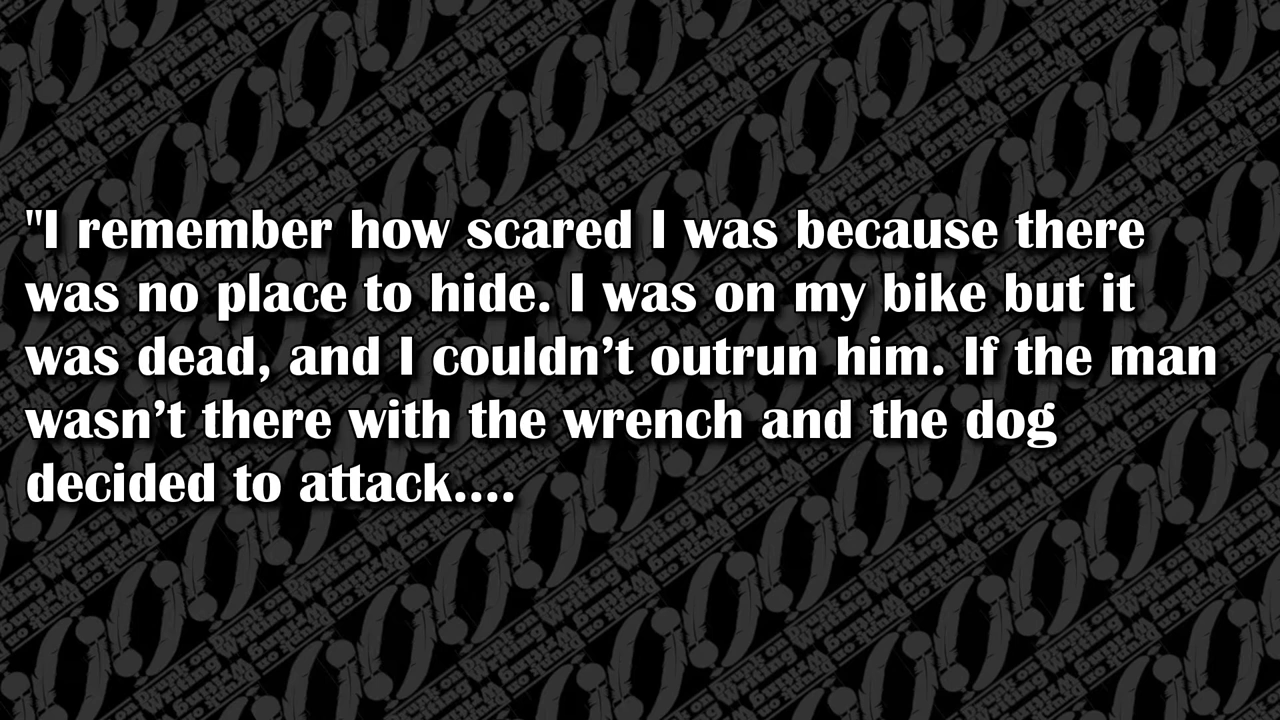 "I remember how scared I was because there
was no place to hide. I was on my bike but it
was dead, and I couldn’t outrun him. If the man
wasn’t there with the wrench and the dog
decided to attack....